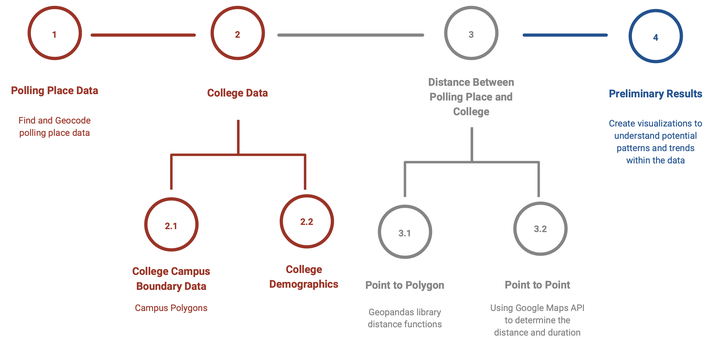 1
2
3
4
Polling Place Data
Find and Geocode
polling place data
College Data
Distance Between
Polling Place and
College
Preliminary Results
Create visualizations to
understand potential
patterns and trends
within the data
2.1
College Campus
Boundary Data
Campus Polygons
2.2
College
Demographics
3.1
Point to Polygon
Geopandas library
distance functions
3.2
Point to Point
Using Google Maps API
to determine the
distance and duration